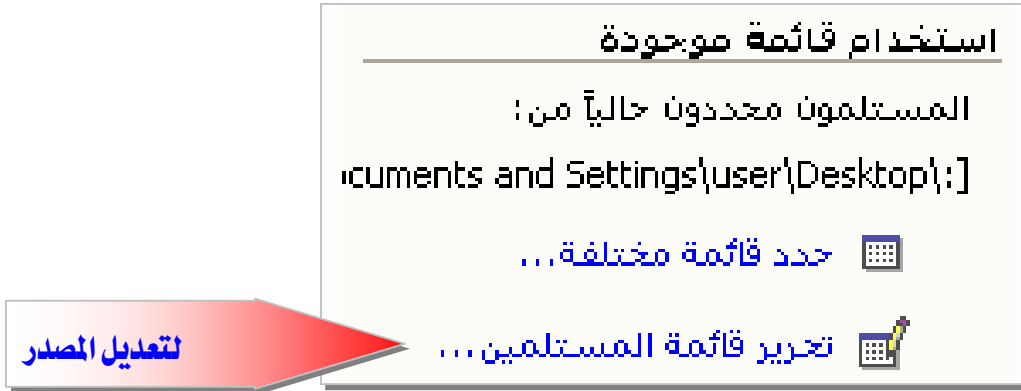 استخدام قائمة موجودة
المستلمون محددون حالياً من:
ocuments and Settings\user\Desktop\:]
حدد قائمة مختلفة...
تحرير قائمة المستلمين...
لتعديل المصدر